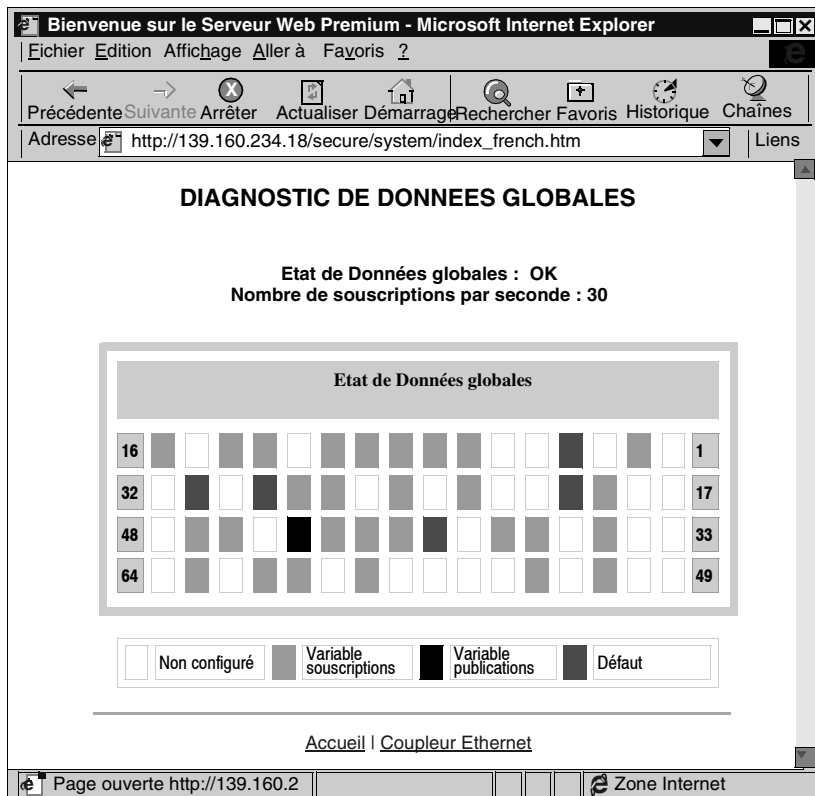 Bienvenue sur le Serveur Web Premium - Microsoft Internet Explorer
Fichier Edition Affichage Aller à Favoris ?
Précédente Suivante Arrêter Actualiser Démarrage Rechercher Favoris Historique Chaînes
Adresse http://139.160.234.18/secure/system/index_french.htm Liens
DIAGNOSTIC DE DONNEES GLOBALES
Etat de Données globales : OK
Nombre de souscriptions par seconde : 30
Etat de Données globales
16 1
32 17
48 33
64 49
Non configuré
Variable
souscriptions
Variable
publications
Défaut
Accueil | Coupleur Ethernet
Page ouverte http://139.160.2 Zone Internet